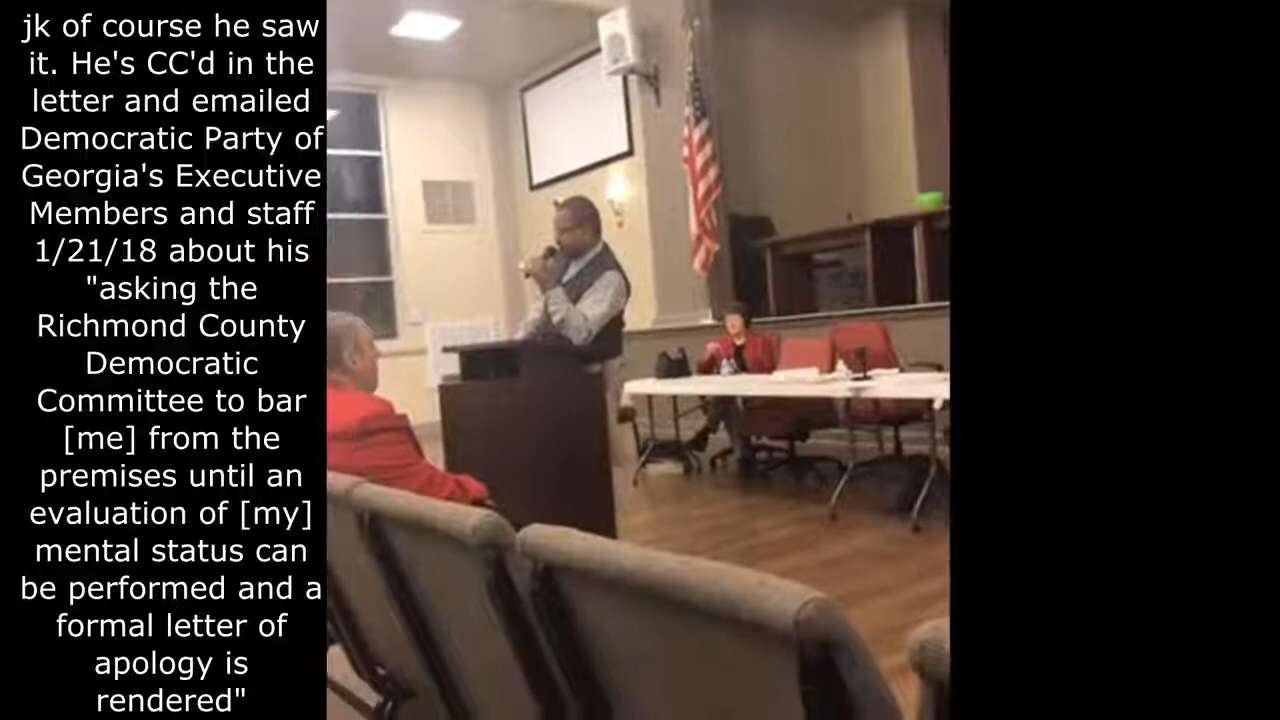 jk of course he saw
it. He's CC'd in the
letter and emailed
Democratic Party of
Georgia's Executive
Members and staff
1/21/18 about his
"asking the
Richmond County
Democratic
Committee to bar
[me] from the
premises until an
evaluation of [my]
mental status can
be performed and a
formal letter of
apology is
rendered"